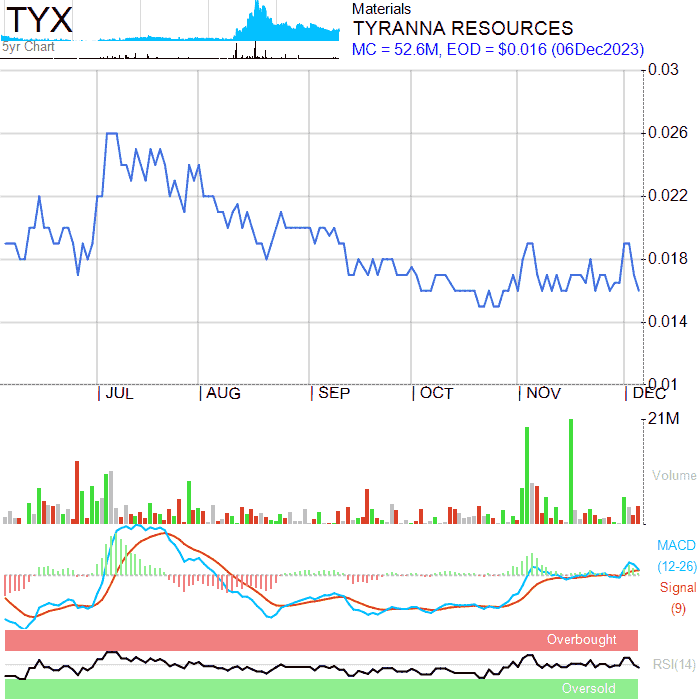 TYX
5yr Chart
Materials
TYRANNA RESOURCES
MC = 52.6M, EOD = $0.016 (06Dec2023)
0.03
0.026
0.022
0.018
0.014
0.01
JUL AUG SEP OCT NOV DEC
21M
Volume
MACD
(12-26)
Signal
(9)
Overbought
RSI(14)
Oversold